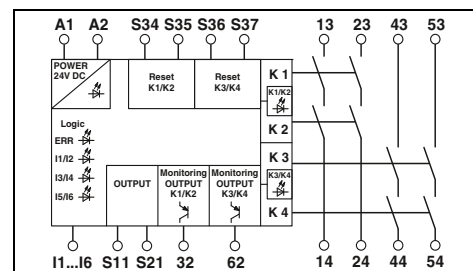 A1 A2 S34 S35 S36 S37 13 23 43 53
POWER
24V DC
Reset
K1/K2
Reset
K3/K4
K 1
K1/K2
K 2
Logic
ERR
I1/I2
I3/I4
I5/I6
K 3
K3/K4
K 4
OUTPUT
Monitoring
OUTPUT
K1/K2
Monitoring
OUTPUT
K3/K4
I1...I6 S11 S21 32 62 14 24 44 54